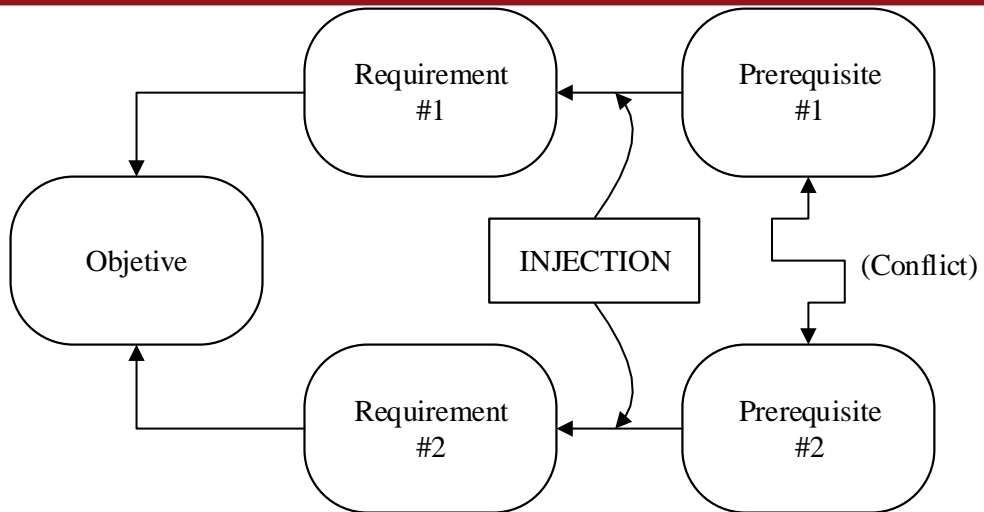 Requirement
#1
Prerequisite
#1
Objetive
INJECTION
(Conflict)
Requirement
#2
Prerequisite
#2